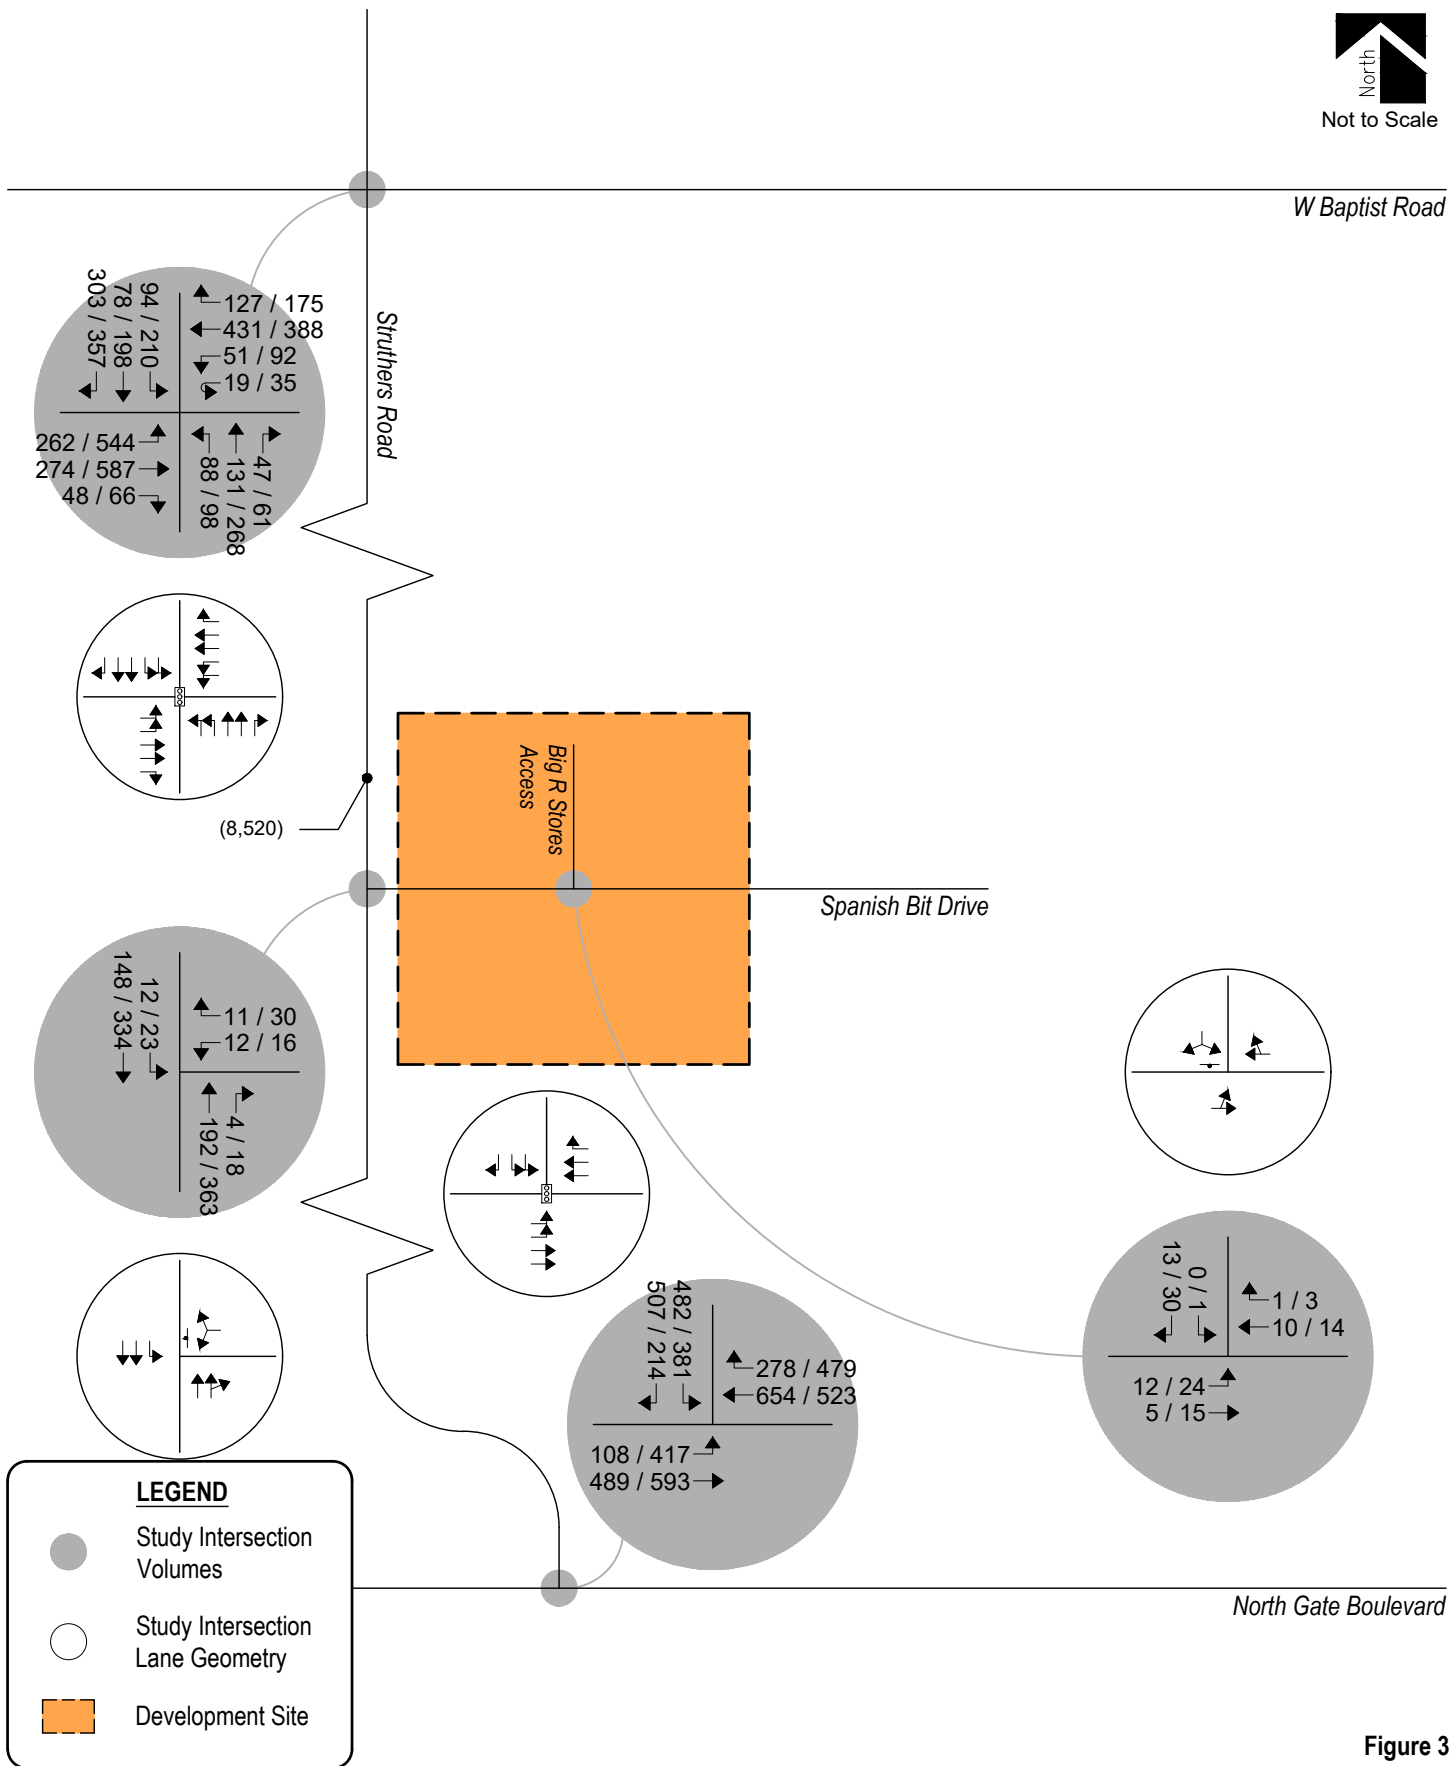 North
Not to Scale
W Baptist Road
303 / 357
78 / 198
94 / 210
127 / 175
431 / 388
51 / 92
19 / 35
262 / 544
274 / 587
48 / 66
88 / 98
131 / 268
47 / 61
Struthers Road
(8,520)
Big R Stores
Access
Spanish Bit Drive
148 / 334
12 / 23
11 / 30
12 / 16
192 / 363
4 / 18
507 / 214
482 / 381
278 / 479
654 / 523
108 / 417
489 / 593
13 / 30
0 / 1
1 / 3
10 / 14
12 / 24
5 / 15
LEGEND
Study Intersection
Volumes
Study Intersection
Lane Geometry
Development Site
North Gate Boulevard
Figure 3